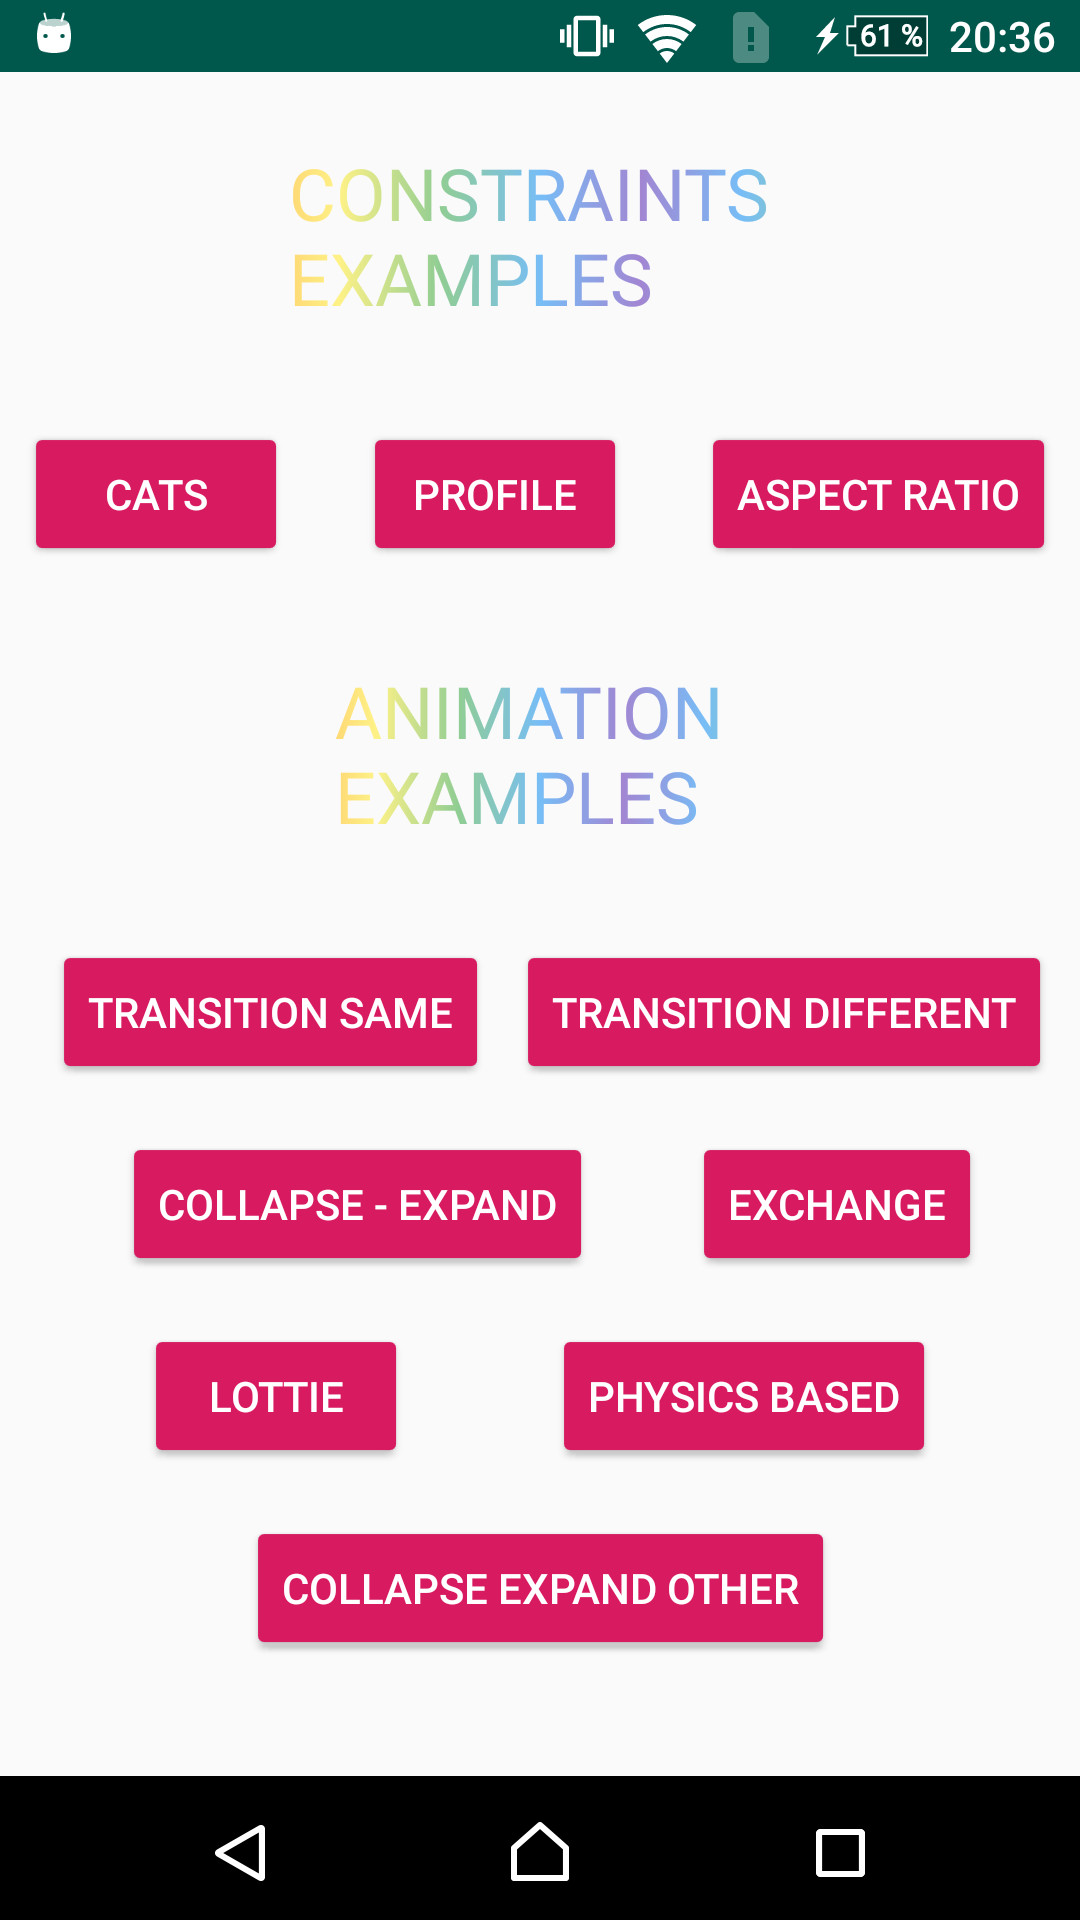 61 % 20:36
CONSTRAINTS
EXAMPLES
CATS PROFILE ASPECT RATIO
ANIMATION
EXAMPLES
TRANSITION SAME TRANSITION DIFFERENT
COLLAPSE - EXPAND EXCHANGE
LOTTIE PHYSICS BASED
COLLAPSE EXPAND OTHER